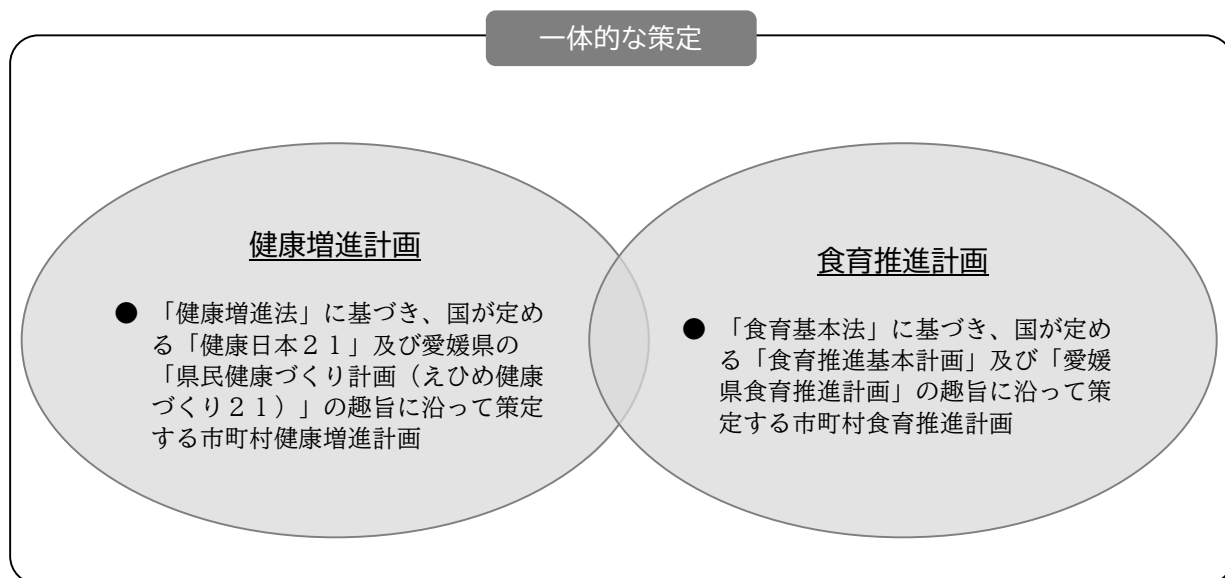 一体的な策定
健康増進計画
● 「健康増進法」に基づき、国が定め
る「健康日本２１」及び愛媛県の
「県民健康づくり計画（えひめ健康
づくり２１）」の趣旨に沿って策定
する市町村健康増進計画
食育推進計画
● 「食育基本法」に基づき、国が定め
る「食育推進基本計画」及び「愛媛
県食育推進計画」の趣旨に沿って策
定する市町村食育推進計画